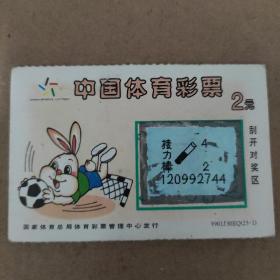 中国体育彩票
2元
接 4
力
棒 2
120992744
刮开对奖区
国家体育总局体育彩票管理中心发行